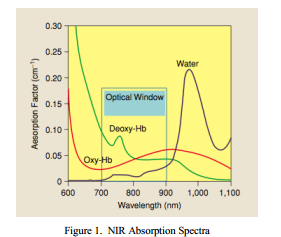 0.30
0.25
0.20
0.15
0.10
0.05
0
Aesorption Factor (cm⁻¹)
Water
Optical Window
Deoxy-Hb
Oxy-Hb
600 700 800 900 1,000 1,100
Wavelength (nm)
Figure 1. NIR Absorption Spectra